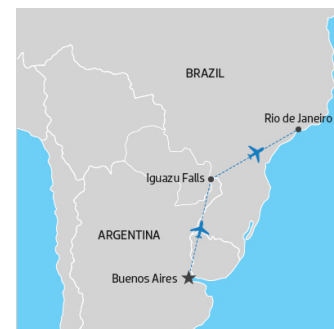 BRAZIL
Rio de Janeiro
Iguazu Falls
ARGENTINA
Buenos Aires